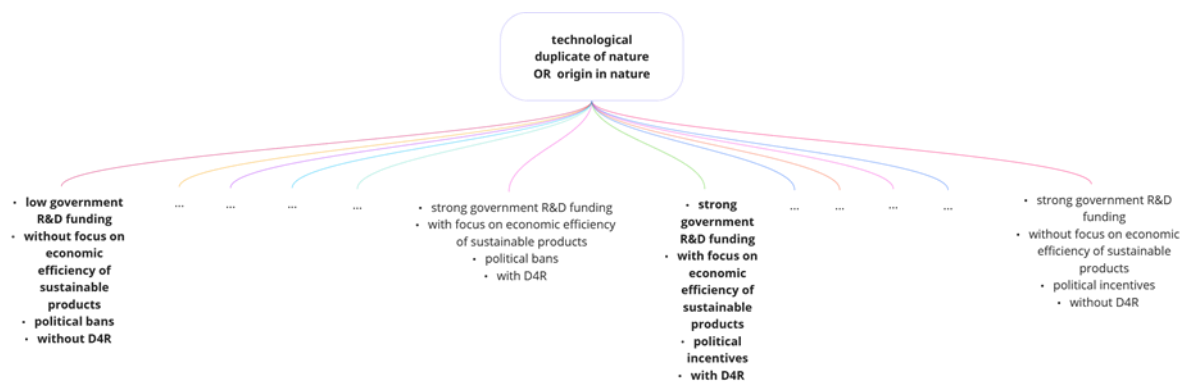 technological
duplicate of nature
OR origin in nature
• low government
R&D funding
• without focus on
economic
efficiency of
sustainable
products
• political bans
• without D4R
...
...
...
...
• strong government R&D funding
• with focus on economic efficiency
of sustainable products
• political bans
• with D4R
• strong
government
R&D funding
• with focus on
economic
efficiency of
sustainable
products
• political
incentives
• with D4R
...
...
...
...
• strong government R&D
funding
• without focus on economic
efficiency of sustainable
products
• political incentives
• without D4R